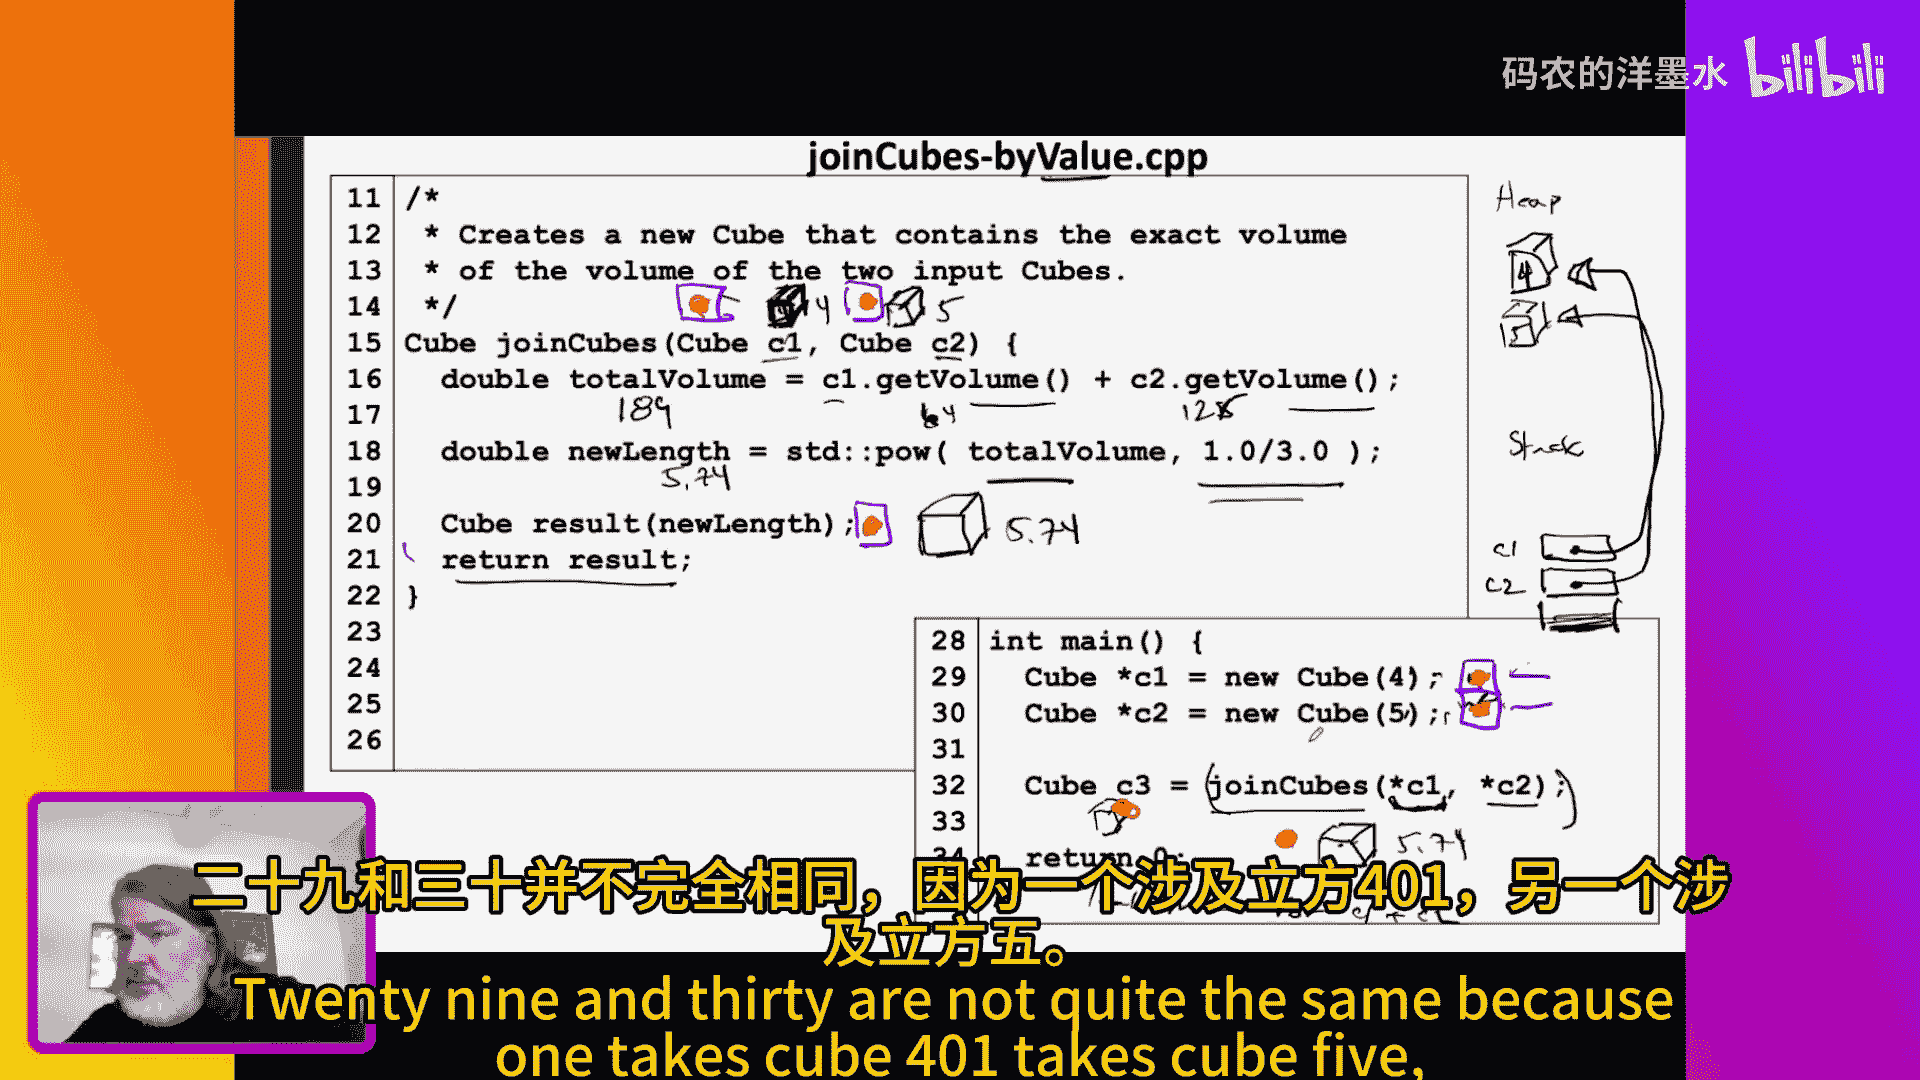 码农的洋墨水 bilibili
joinCubes-byValue.cpp
Heap
11 /*
12 * Creates a new Cube that contains the exact volume
13 * of the volume of the two input Cubes.
14 */
4 5
4
5
15 Cube joinCubes(Cube c1, Cube c2) {
16 double totalVolume = c1.getVolume() + c2.getVolume();
17
189 64 125
18 double newLength = std::pow( totalVolume, 1.0/3.0 );
Stack
19
5.74
20 Cube result(newLength);
5.74
21 return result;
c1
c2
22 }
23
24
25
26
28 int main() {
29 Cube *c1 = new Cube(4);
30 Cube *c2 = new Cube(5);
31
32 Cube c3 = joinCubes(*c1, *c2);
33
5.74
34 return 0;
二十九和三十并不完全相同，因为一个涉及立方401，另一个涉
及立方五。
Twenty nine and thirty are not quite the same because
one takes cube 401 takes cube five,